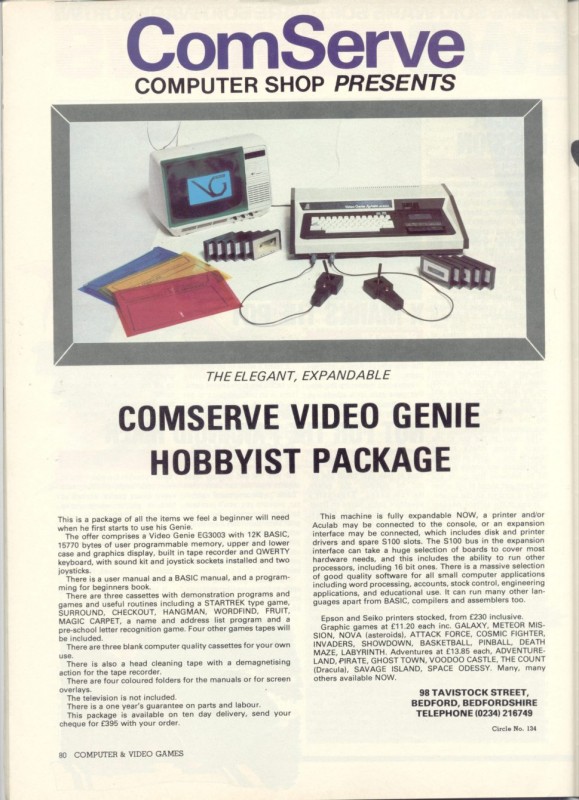 ComServe
COMPUTER SHOP PRESENTS
VG
THE ELEGANT, EXPANDABLE
COMSERVE VIDEO GENIE
HOBBYIST PACKAGE
This is a package of all the items we feel a beginner will need
when he first starts to use his Genie.
The offer comprises a Video Genie EG3003 with 12K BASIC,
15770 bytes of user programmable memory, upper and lower
case and graphics display, built in tape recorder and QWERTY
keyboard, with sound kit and joystick sockets installed and two
joysticks.
There is a user manual and a BASIC manual, and a program-
ming for beginners book.
There are three cassettes with demonstration programs and
games and useful routines including a STARTREK type game,
SURROUND, CHECKOUT, HANGMAN, WORDFIND, FRUIT,
MAGIC CARPET, a name and address list program and a
pre-school letter recognition game. Four other games tapes will
be included.
There are three blank computer quality cassettes for your own
use.
There is also a head cleaning tape with a demagnetising
action for the tape recorder.
There are four coloured folders for the manuals or for screen
overlays.
The television is not included.
There is a one year's guarantee on parts and labour.
This package is available on ten day delivery, send your
cheque for £395 with your order.
This machine is fully expandable NOW, a printer and/or
Aculab may be connected to the console, or an expansion
interface may be connected, which includes disk and printer
drivers and spare S100 slots. The S100 bus in the expansion
interface can take a huge selection of boards to cover most
hardware needs, and this includes the ability to run other
processors, including 16 bit ones. There is a massive selection
of good quality software for all small computer applications
including word processing, accounts, stock control, engineering
applications, and educational use. It can run many other lan-
guages apart from BASIC, compilers and assemblers too.
Epson and Seiko printers stocked, from £230 inclusive.
Graphic games at £11.20 each inc. GALAXY, METEOR MIS-
SION, NOVA (asteroids), ATTACK FORCE, COSMIC FIGHTER,
INVADERS, SHOWDOWN, BASKETBALL, PINBALL, DEATH
MAZE, LABYRINTH. Adventures at £13.85 each, ADVENTURE-
LAND, PIRATE, GHOST TOWN, VOODOO CASTLE, THE COUNT
(Dracula), SAVAGE ISLAND, SPACE ODESSY. Many, many
others available NOW.
98 TAVISTOCK STREET,
BEDFORD, BEDFORDSHIRE
TELEPHONE (0234) 216749
Circle No. 134
80 COMPUTER & VIDEO GAMES